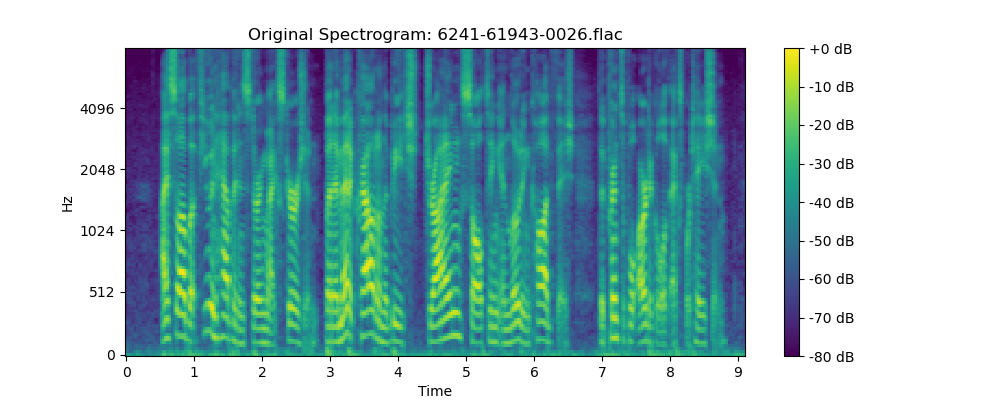 Original Spectrogram: 6241-61943-0026.flac
Hz
4096
2048
1024
512
0
0 1 2 3 4 5 6 7 8 9
Time
+0 dB
-10 dB
-20 dB
-30 dB
-40 dB
-50 dB
-60 dB
-70 dB
-80 dB